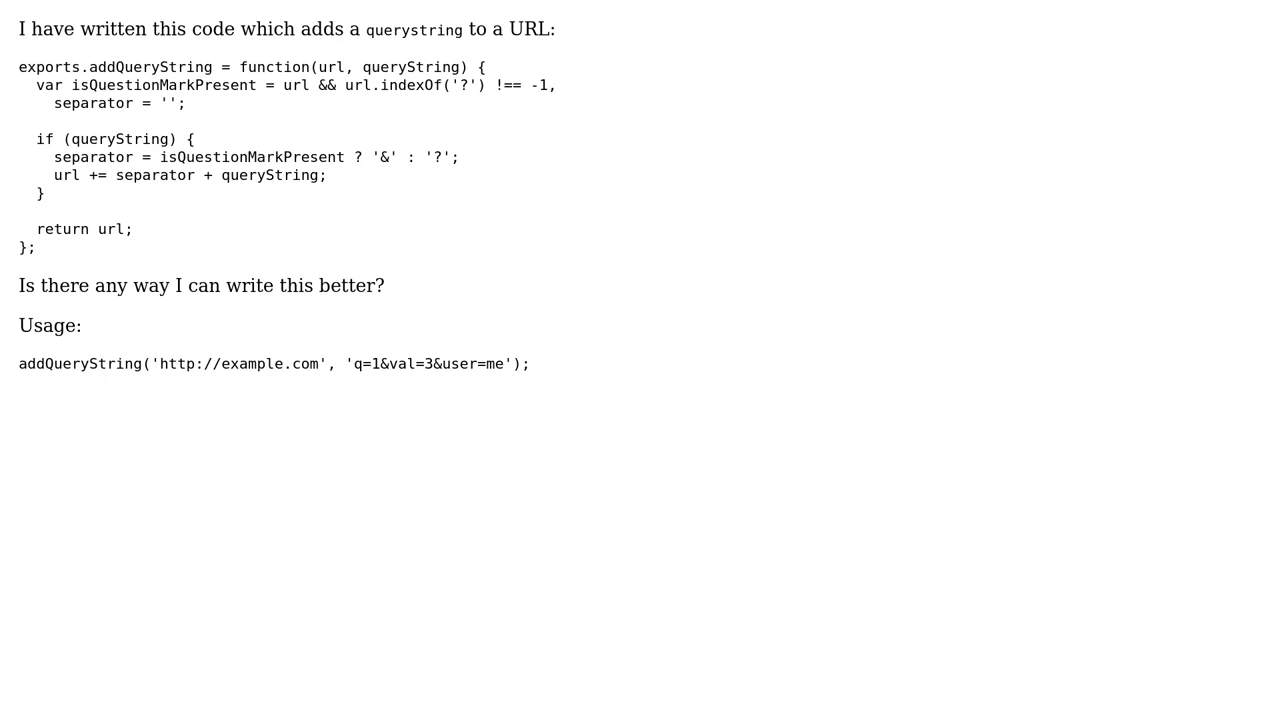 I have written this code which adds a querystring to a URL:
exports.addQueryString = function(url, queryString) {
  var isQuestionMarkPresent = url && url.indexOf('?') !== -1,
    separator = '';
  if (queryString) {
    separator = isQuestionMarkPresent ? '&' : '?';
    url += separator + queryString;
  }
  return url;
};
Is there any way I can write this better?
Usage:
addQueryString('http://example.com', 'q=1&val=3&user=me');